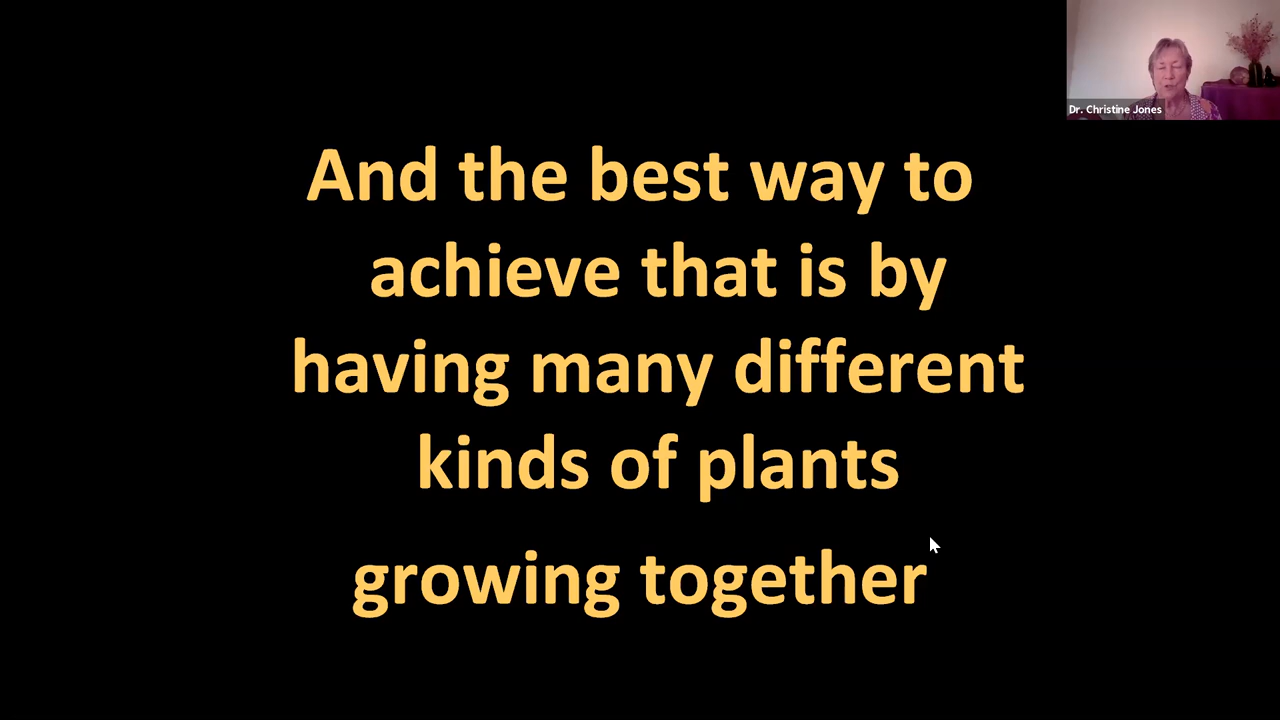 Dr. Christine Jones
And the best way to
achieve that is by
having many different
kinds of plants
growing together